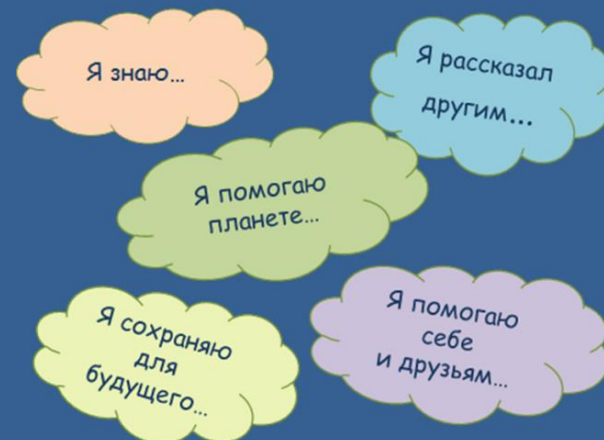 Я знаю...
Я рассказал
другим...
Я помогаю
планете...
Я сохраняю
для
будущего...
Я помогаю
себе
и друзьям...